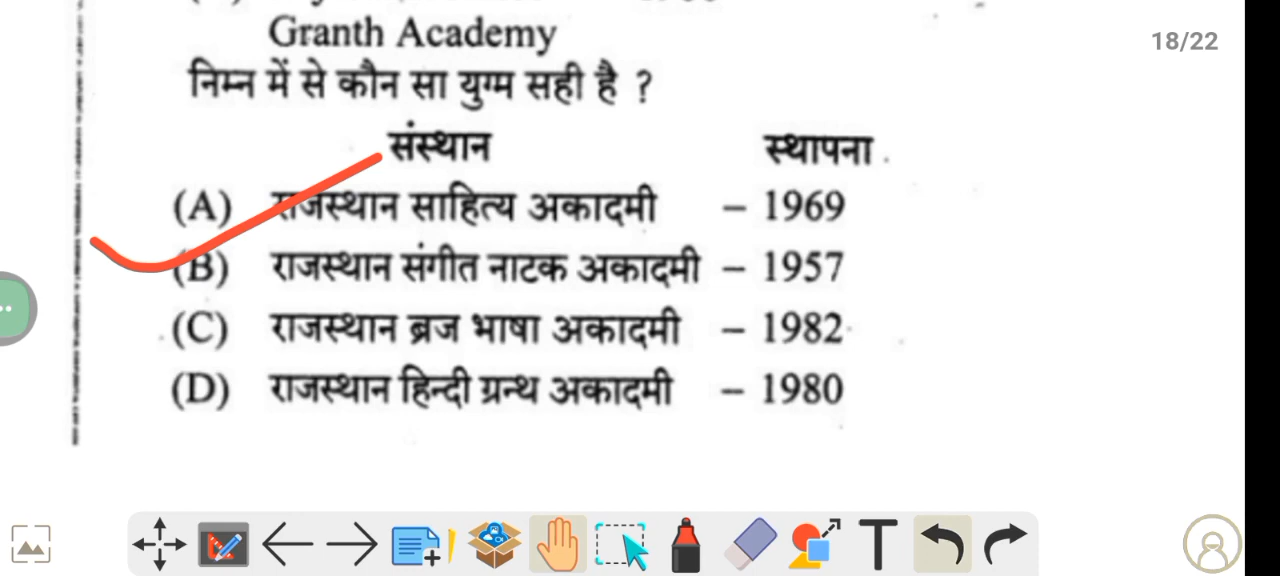 Granth Academy
18/22
निम्न में से कौन सा युग्म सही है ?
संस्थान स्थापना
(A) राजस्थान साहित्य अकादमी – 1969
(B) राजस्थान संगीत नाटक अकादमी – 1957
(C) राजस्थान ब्रज भाषा अकादमी – 1982
(D) राजस्थान हिन्दी ग्रन्थ अकादमी – 1980
T